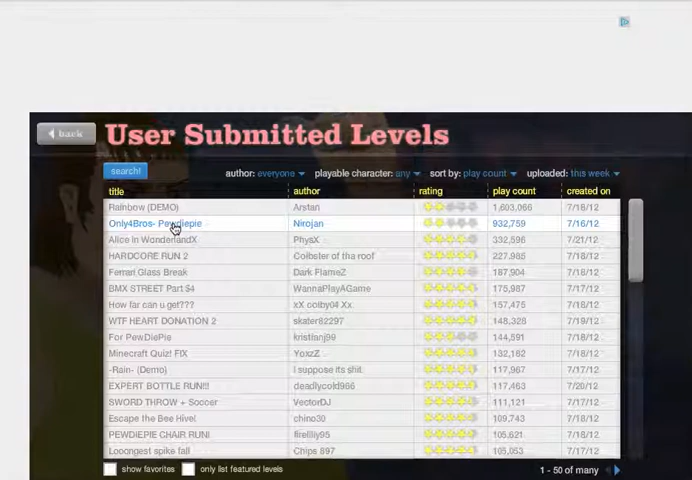 back
User Submitted Levels
search!
author: everyone playable character: any sort by: play count uploaded: this week
title author rating play count created on
Rainbow (DEMO) Arstan 1,603,066 7/18/12
Only4Bros- Pewdiepie Nirojan 932,759 7/16/12
Alice in WonderlandX PhysX 332,596 7/21/12
HARDCORE RUN 2 Coibster of tha roof 227,985 7/18/12
Ferrari Glass Break Dark FlameZ 187,904 7/18/12
BMX STREET Part $4 WannaPlayAGame 175,987 7/17/12
How far can u get??? xX colby04 Xx 157,475 7/18/12
WTF HEART DONATION 2 skater82297 148,328 7/19/12
For PewDiePie kristianj99 144,591 7/18/12
Minecraft Quiz! FIX YoxzZ 132,182 7/18/12
-Rain- (Demo) I suppose its shit. 117,967 7/17/12
EXPERT BOTTLE RUN!!! deadlycold966 117,463 7/20/12
SWORD THROW + Soccer VectorDJ 111,121 7/17/12
Escape the Bee Hive! chino30 109,743 7/18/12
PEWDIEPIE CHAIR RUN! 105,621 7/18/12
Looongest spike fall Chips 897 105,053 7/17/12
show favorites only list featured levels 1 - 50 of many